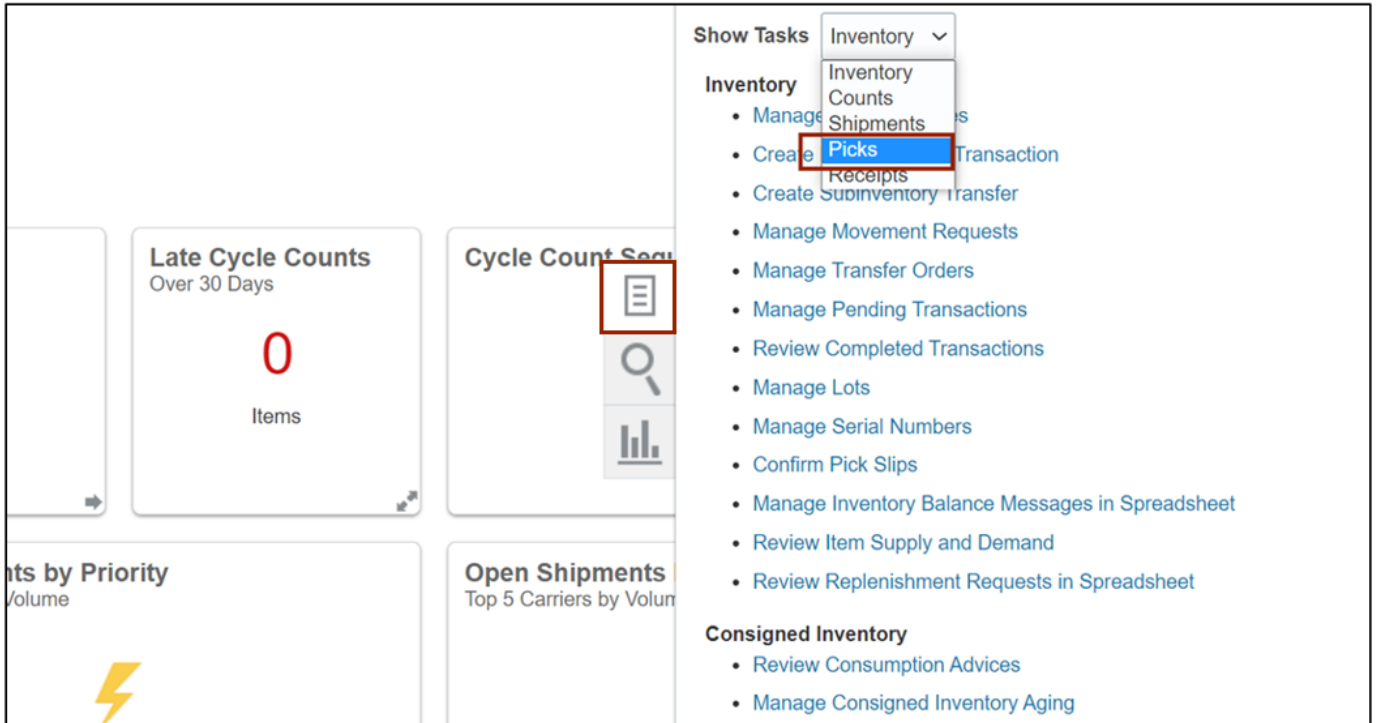 Show Tasks Inventory
Inventory
Counts
Shipments
Picks
Receipts
Inventory
Manage es
Create Transaction
Create Subinventory Transfer
Manage Movement Requests
Manage Transfer Orders
Manage Pending Transactions
Review Completed Transactions
Manage Lots
Manage Serial Numbers
Confirm Pick Slips
Manage Inventory Balance Messages in Spreadsheet
Review Item Supply and Demand
Review Replenishment Requests in Spreadsheet
Consigned Inventory
Review Consumption Advices
Manage Consigned Inventory Aging
Late Cycle Counts
Over 30 Days
0
Items
Cycle Count Sequ
nts by Priority
Volume
Open Shipments
Top 5 Carriers by Volum